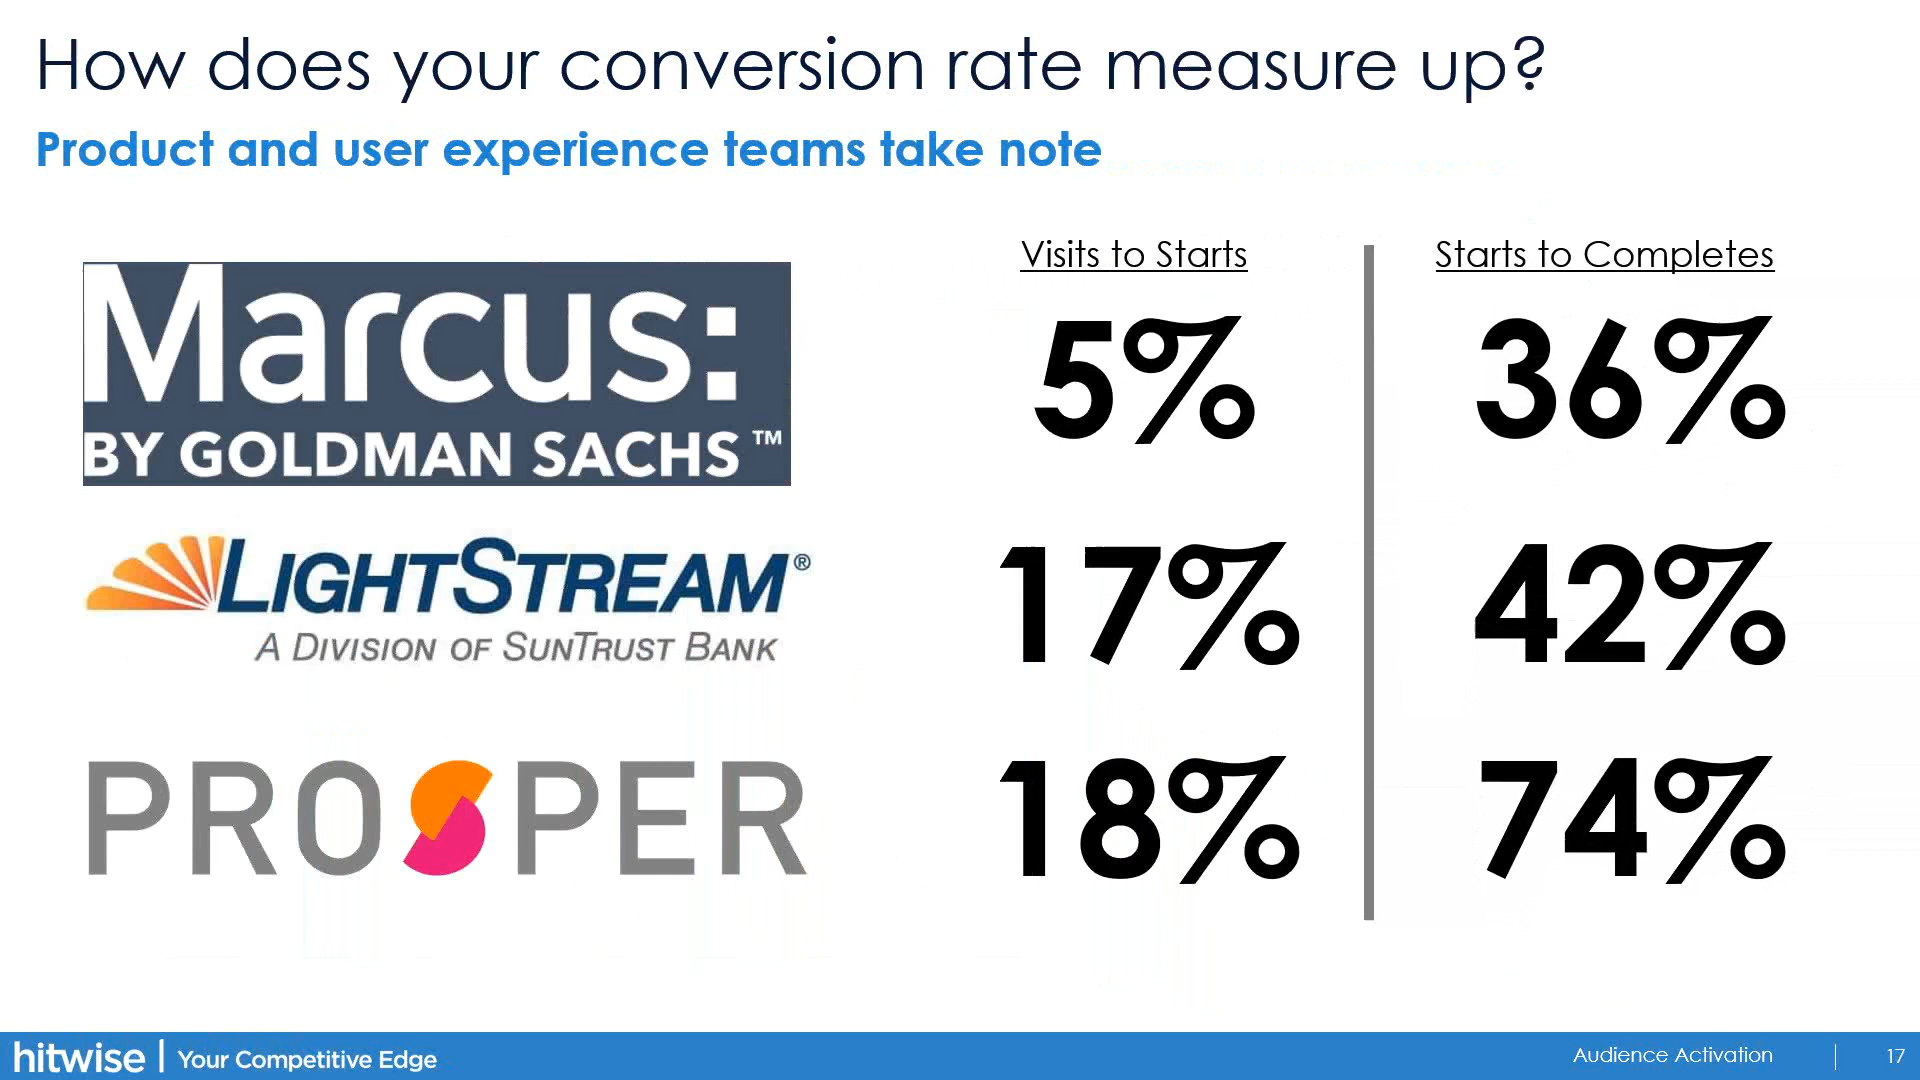 How does your conversion rate measure up?
Product and user experience teams take note
Visits to Starts
Starts to Completes
Marcus:
BY GOLDMAN SACHS™
5%
36%
LIGHTSTREAM®
A DIVISION OF SUNTRUST BANK
17%
42%
PROSPER
18%
74%
hitwise | Your Competitive Edge
Audience Activation | 17